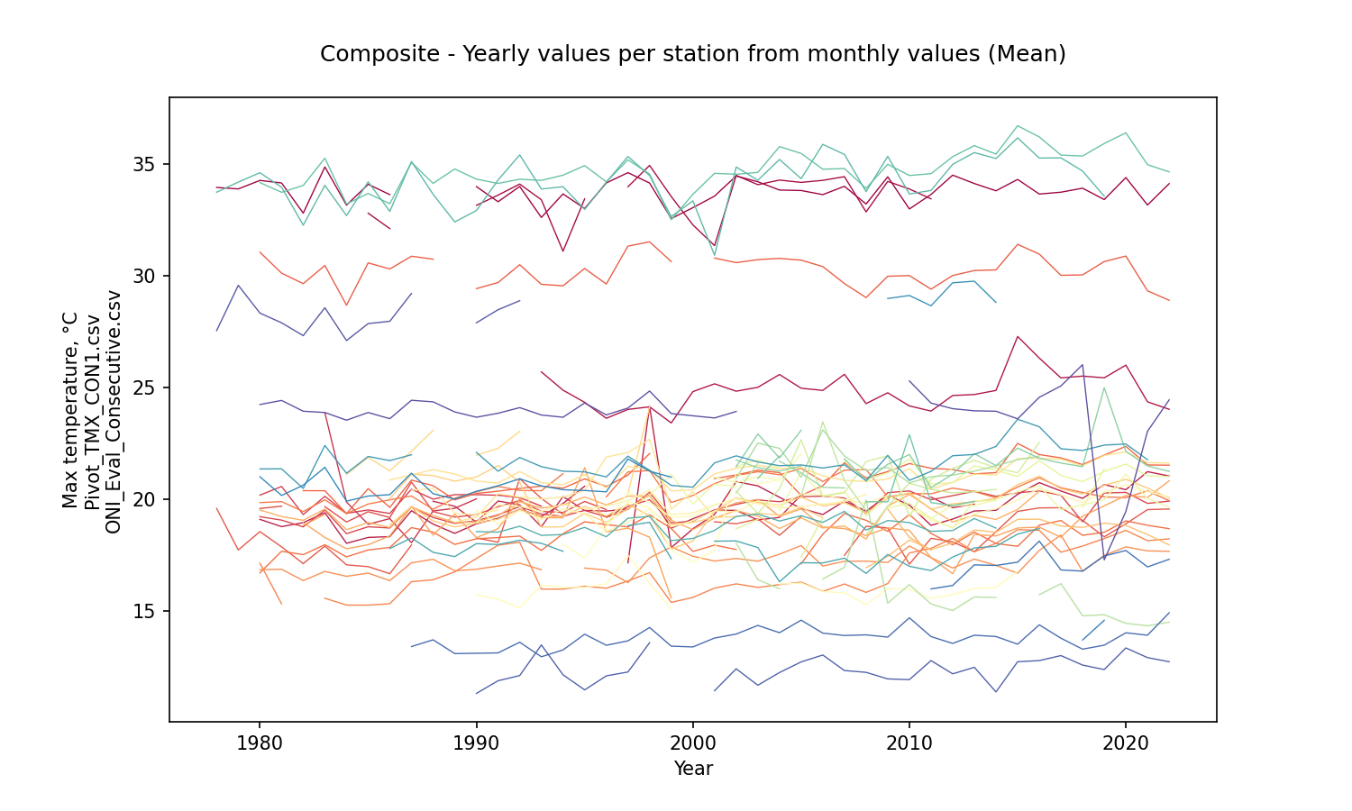 Composite - Yearly values per station from monthly values (Mean)
35
30
25
20
15
Max temperature, °C
Pivot_TMX_CON1.csv
ONI_Eval_Consecutive.csv
1980 1990 2000 2010 2020
Year